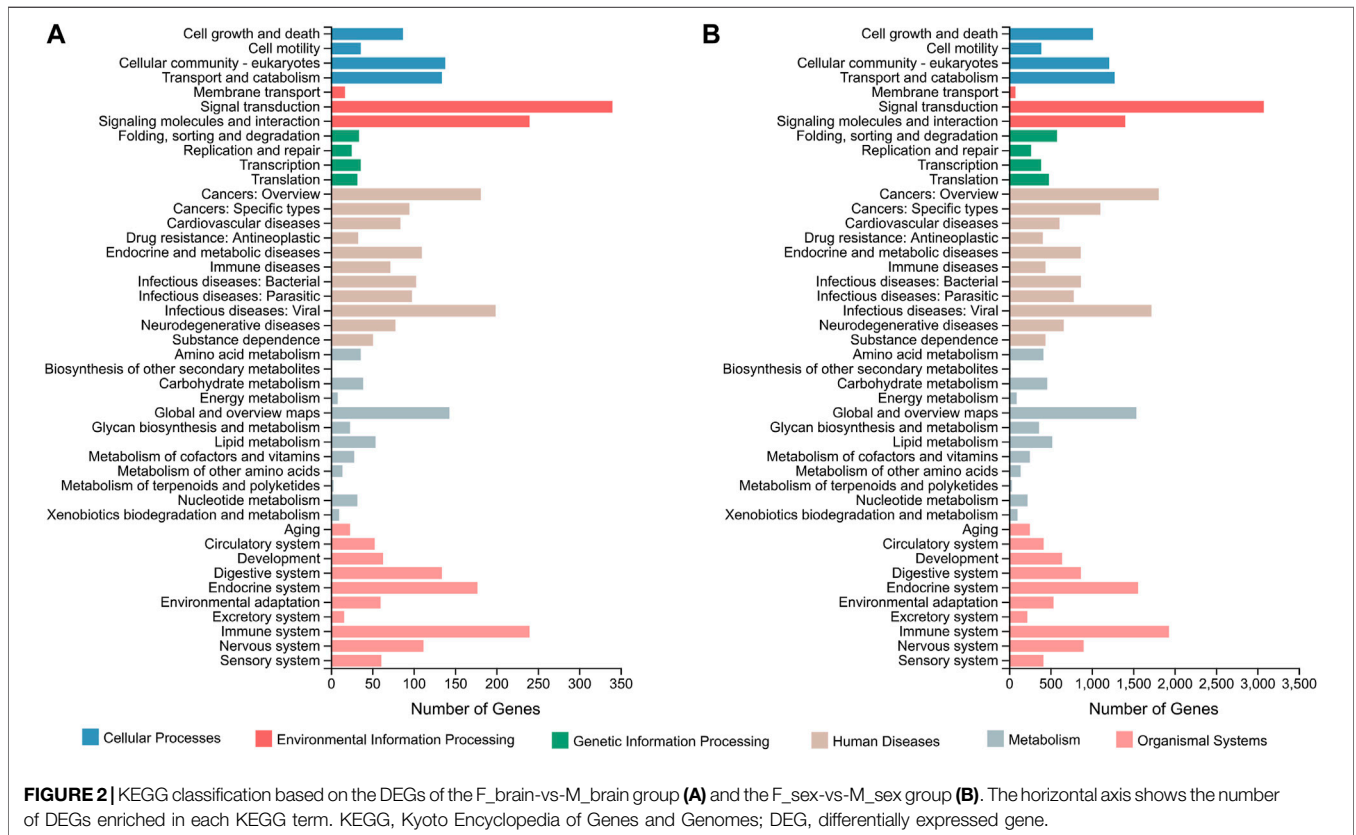 A
Cell growth and death
Cell motility
Cellular community - eukaryotes
Transport and catabolism
Membrane transport
Signal transduction
Signaling molecules and interaction
Folding, sorting and degradation
Replication and repair
Transcription
Translation
Cancers: Overview
Cancers: Specific types
Cardiovascular diseases
Drug resistance: Antineoplastic
Endocrine and metabolic diseases
Immune diseases
Infectious diseases: Bacterial
Infectious diseases: Parasitic
Infectious diseases: Viral
Neurodegenerative diseases
Substance dependence
Amino acid metabolism
Biosynthesis of other secondary metabolites
Carbohydrate metabolism
Energy metabolism
Global and overview maps
Glycan biosynthesis and metabolism
Lipid metabolism
Metabolism of cofactors and vitamins
Metabolism of other amino acids
Metabolism of terpenoids and polyketides
Nucleotide metabolism
Xenobiotics biodegradation and metabolism
Aging
Circulatory system
Development
Digestive system
Endocrine system
Environmental adaptation
Excretory system
Immune system
Nervous system
Sensory system
0 50 100 150 200 250 300 350
Number of Genes
B
Cell growth and death
Cell motility
Cellular community - eukaryotes
Transport and catabolism
Membrane transport
Signal transduction
Signaling molecules and interaction
Folding, sorting and degradation
Replication and repair
Transcription
Translation
Cancers: Overview
Cancers: Specific types
Cardiovascular diseases
Drug resistance: Antineoplastic
Endocrine and metabolic diseases
Immune diseases
Infectious diseases: Bacterial
Infectious diseases: Parasitic
Infectious diseases: Viral
Neurodegenerative diseases
Substance dependence
Amino acid metabolism
Biosynthesis of other secondary metabolites
Carbohydrate metabolism
Energy metabolism
Global and overview maps
Glycan biosynthesis and metabolism
Lipid metabolism
Metabolism of cofactors and vitamins
Metabolism of other amino acids
Metabolism of terpenoids and polyketides
Nucleotide metabolism
Xenobiotics biodegradation and metabolism
Aging
Circulatory system
Development
Digestive system
Endocrine system
Environmental adaptation
Excretory system
Immune system
Nervous system
Sensory system
0 500 1,000 1,500 2,000 2,500 3,000 3,500
Number of Genes
Cellular Processes Environmental Information Processing Genetic Information Processing Human Diseases Metabolism Organismal Systems
FIGURE 2 | KEGG classification based on the DEGs of the F_brain-vs-M_brain group (A) and the F_sex-vs-M_sex group (B). The horizontal axis shows the number
of DEGs enriched in each KEGG term. KEGG, Kyoto Encyclopedia of Genes and Genomes; DEG, differentially expressed gene.